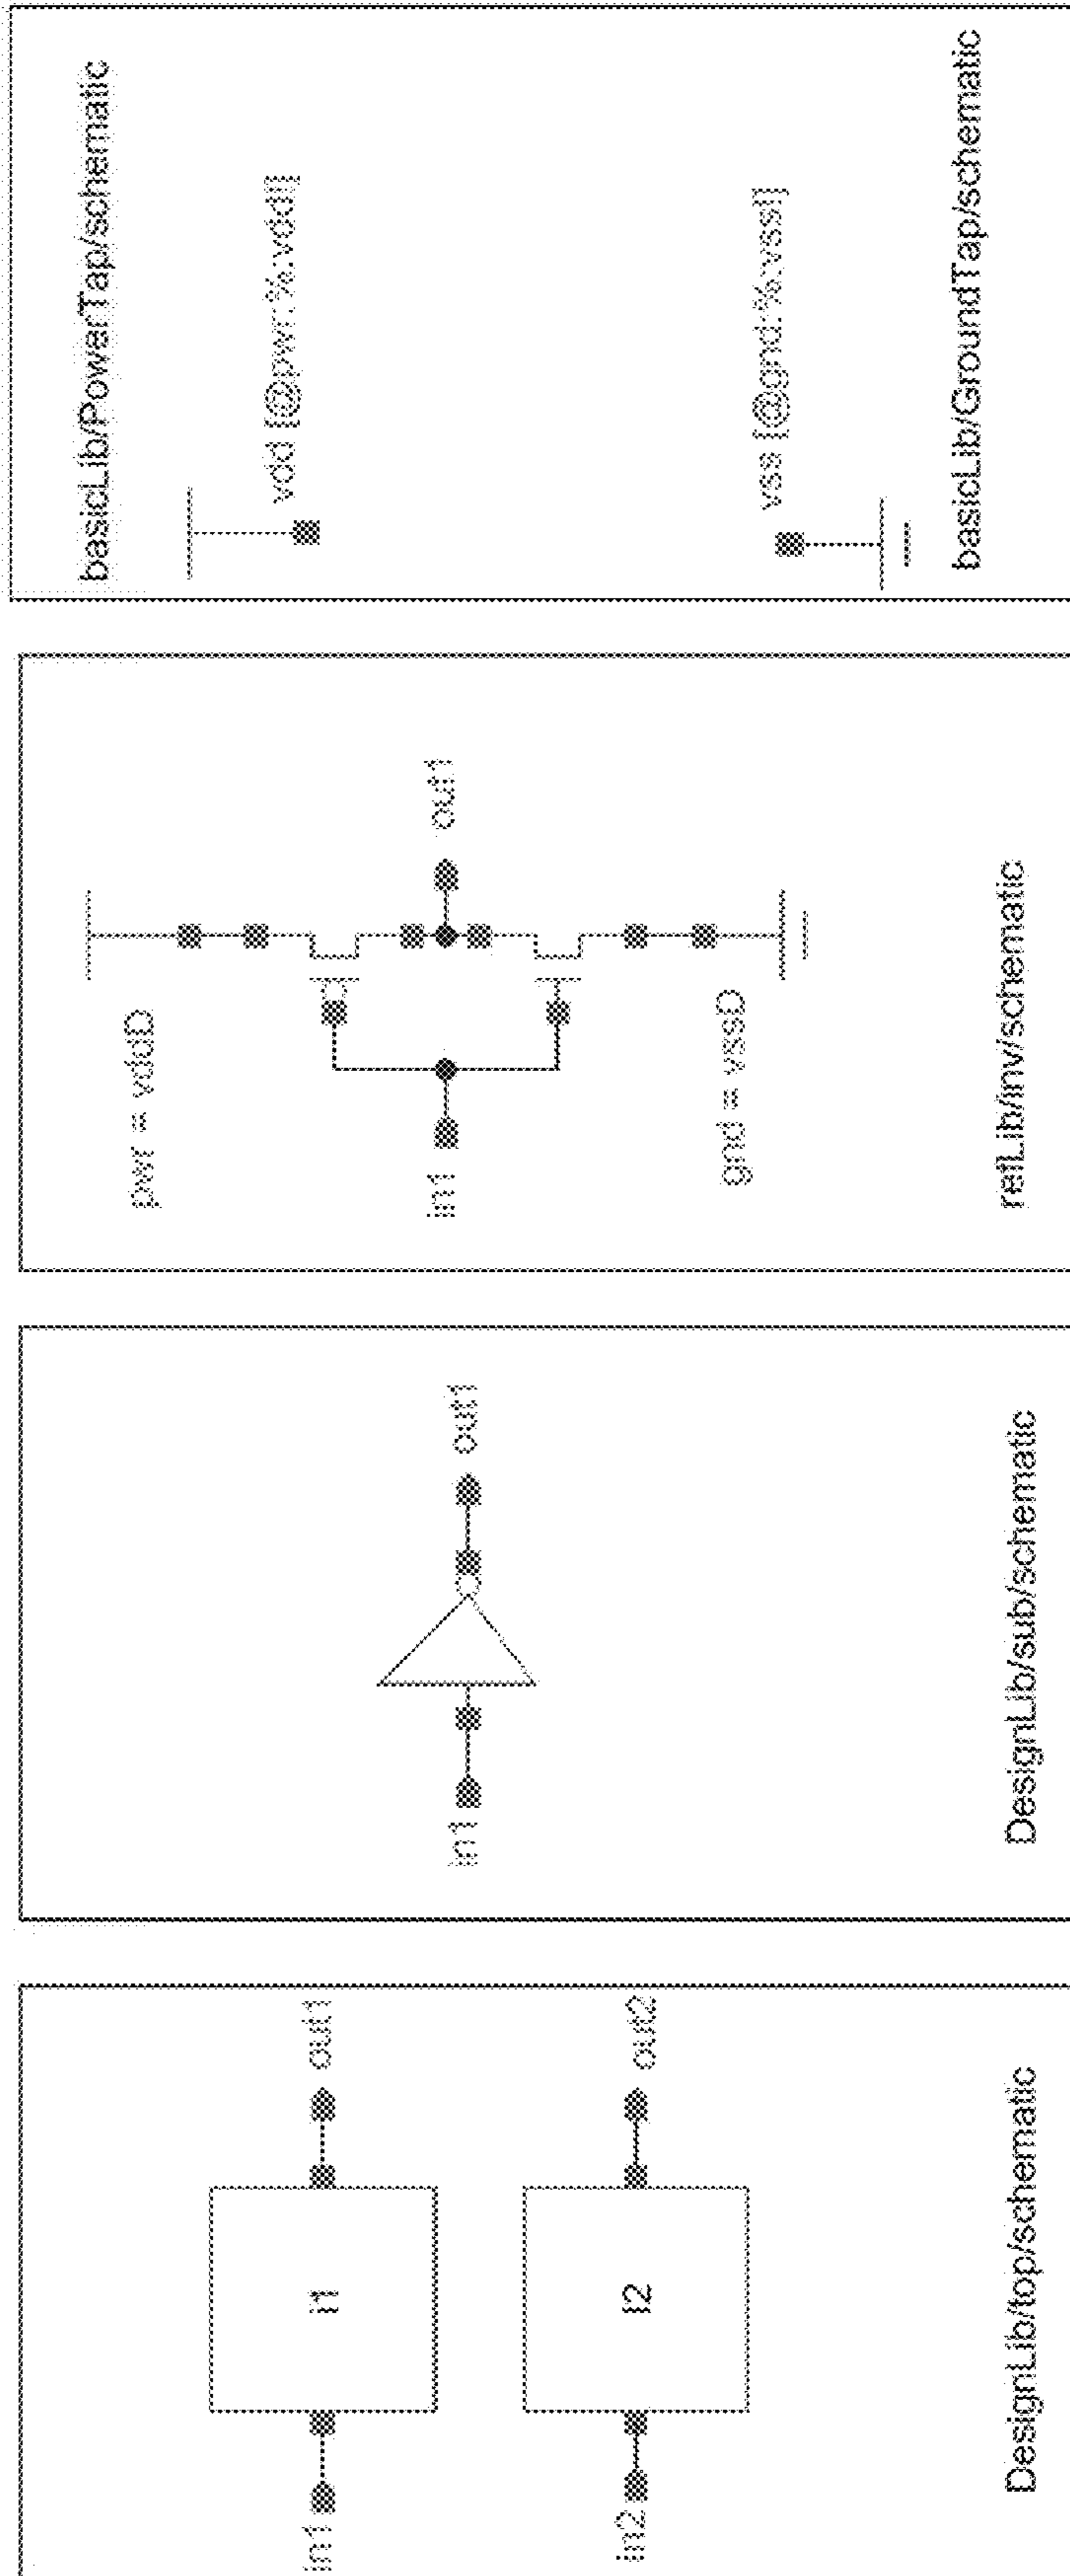 in1
I1
out1
in2
I2
out2
DesignLib/top/schematic
in1
out1
DesignLib/sub/schematic
pwr = vddD
in1
out1
gnd = vssD
refLib/inv/schematic
basicLib/PowerTap/schematic
vdd [@pwr:%:vdd!]
vss [@gnd:%:vss!]
basicLib/GroundTap/schematic